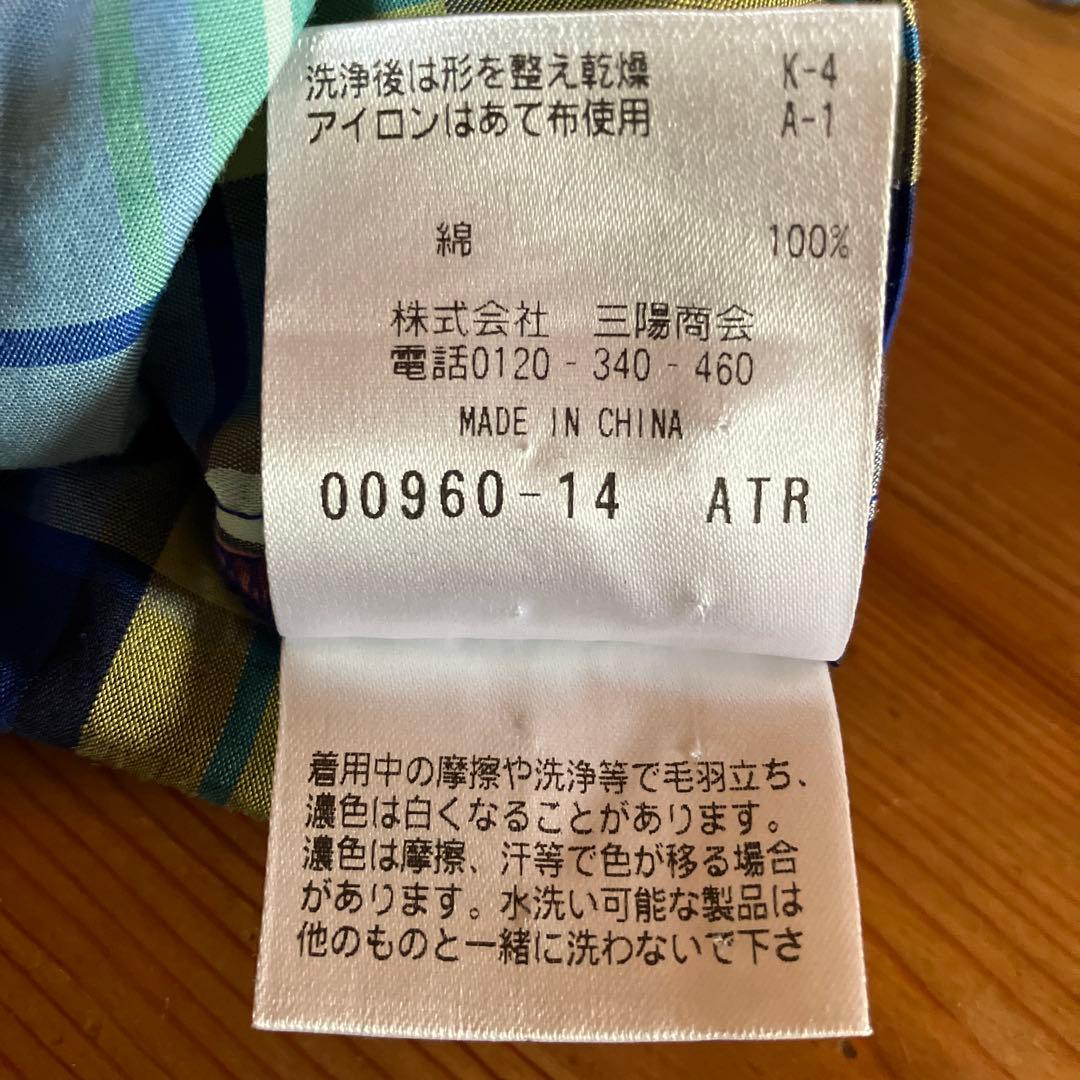 洗浄後は形を整え乾燥 K-4
アイロンはあて布使用 A-1
綿 100%
株式会社 三陽商会
電話0120-340-460
MADE IN CHINA
00960-14 ATR
着用中の摩擦や洗浄等で毛羽立ち、
濃色は白くなることがあります。
濃色は摩擦、汗等で色が移る場合
があります。水洗い可能な製品は
他のものと一緒に洗わないで下さ